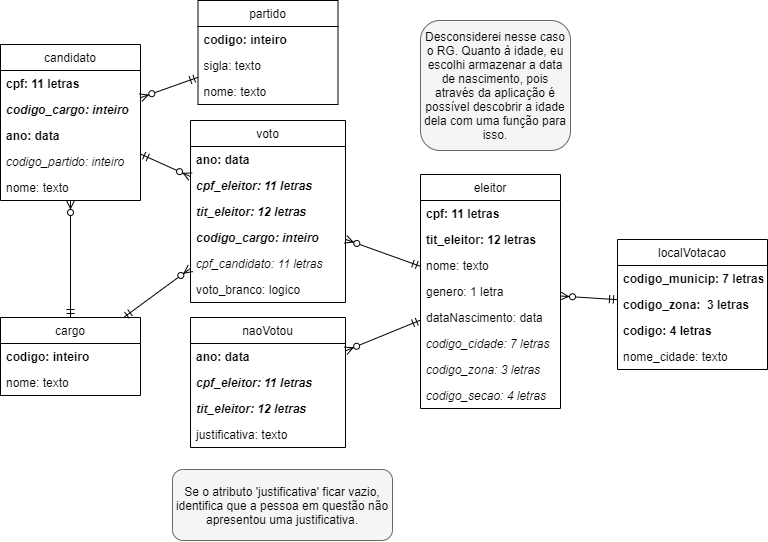 partido
codigo: inteiro
sigla: texto
nome: texto
candidato
cpf: 11 letras
codigo_cargo: inteiro
ano: data
codigo_partido: inteiro
nome: texto
Desconsiderei nesse caso
o RG. Quanto à idade, eu
escolhi armazenar a data
de nascimento, pois
através da aplicação é
possível descobrir a idade
dela com uma função para
isso.
voto
ano: data
cpf_eleitor: 11 letras
tit_eleitor: 12 letras
codigo_cargo: inteiro
cpf_candidato: 11 letras
voto_branco: logico
eleitor
cpf: 11 letras
tit_eleitor: 12 letras
nome: texto
genero: 1 letra
dataNascimento: data
codigo_cidade: 7 letras
codigo_zona: 3 letras
codigo_secao: 4 letras
localVotacao
codigo_municip: 7 letras
codigo_zona: 3 letras
codigo: 4 letras
nome_cidade: texto
cargo
codigo: inteiro
nome: texto
naoVotou
ano: data
cpf_eleitor: 11 letras
tit_eleitor: 12 letras
justificativa: texto
Se o atributo 'justificativa' ficar vazio,
identifica que a pessoa em questão não
apresentou uma justificativa.